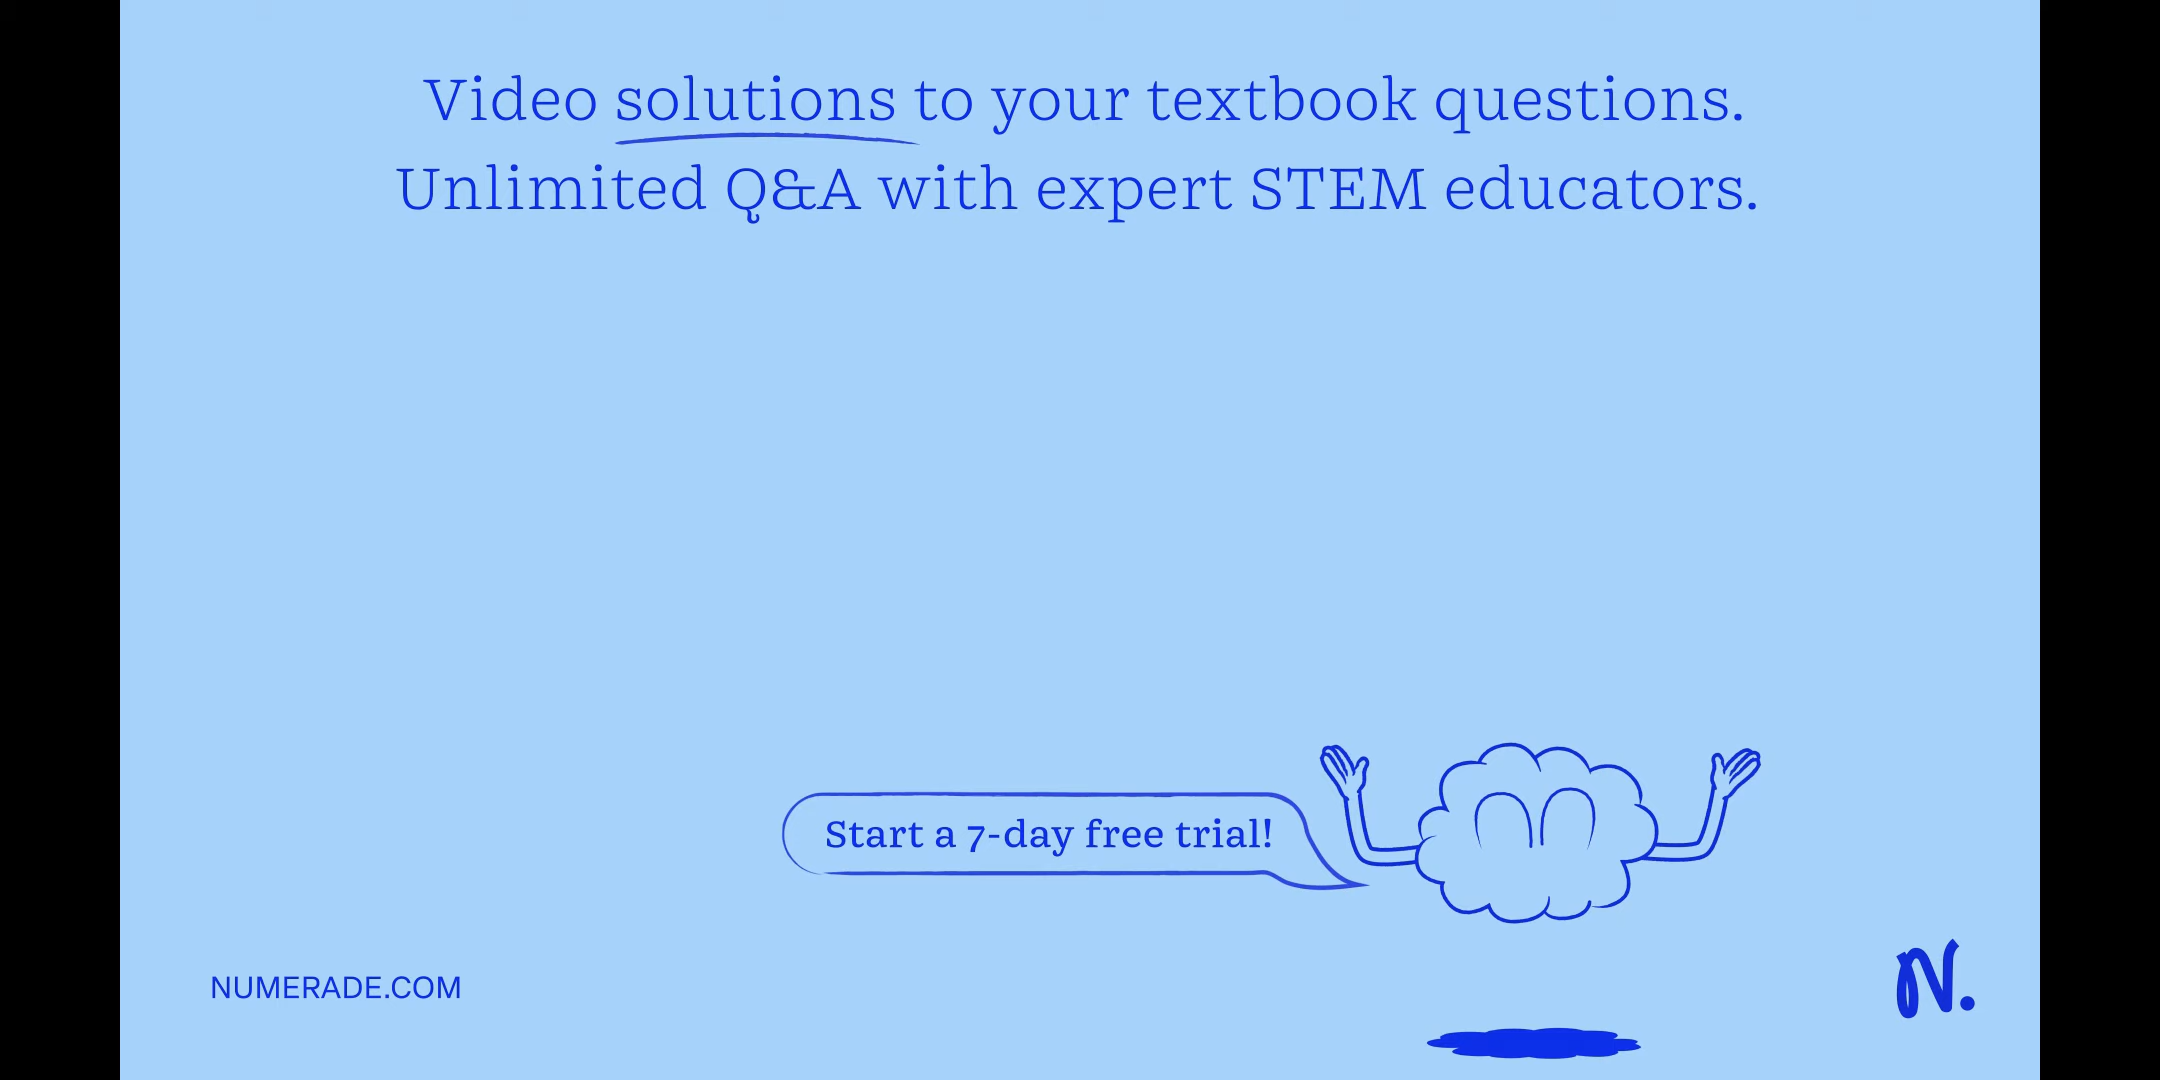 Video solutions to your textbook questions.
Unlimited Q&A with expert STEM educators.
Start a 7-day free trial!
NUMERADE.COM
N.